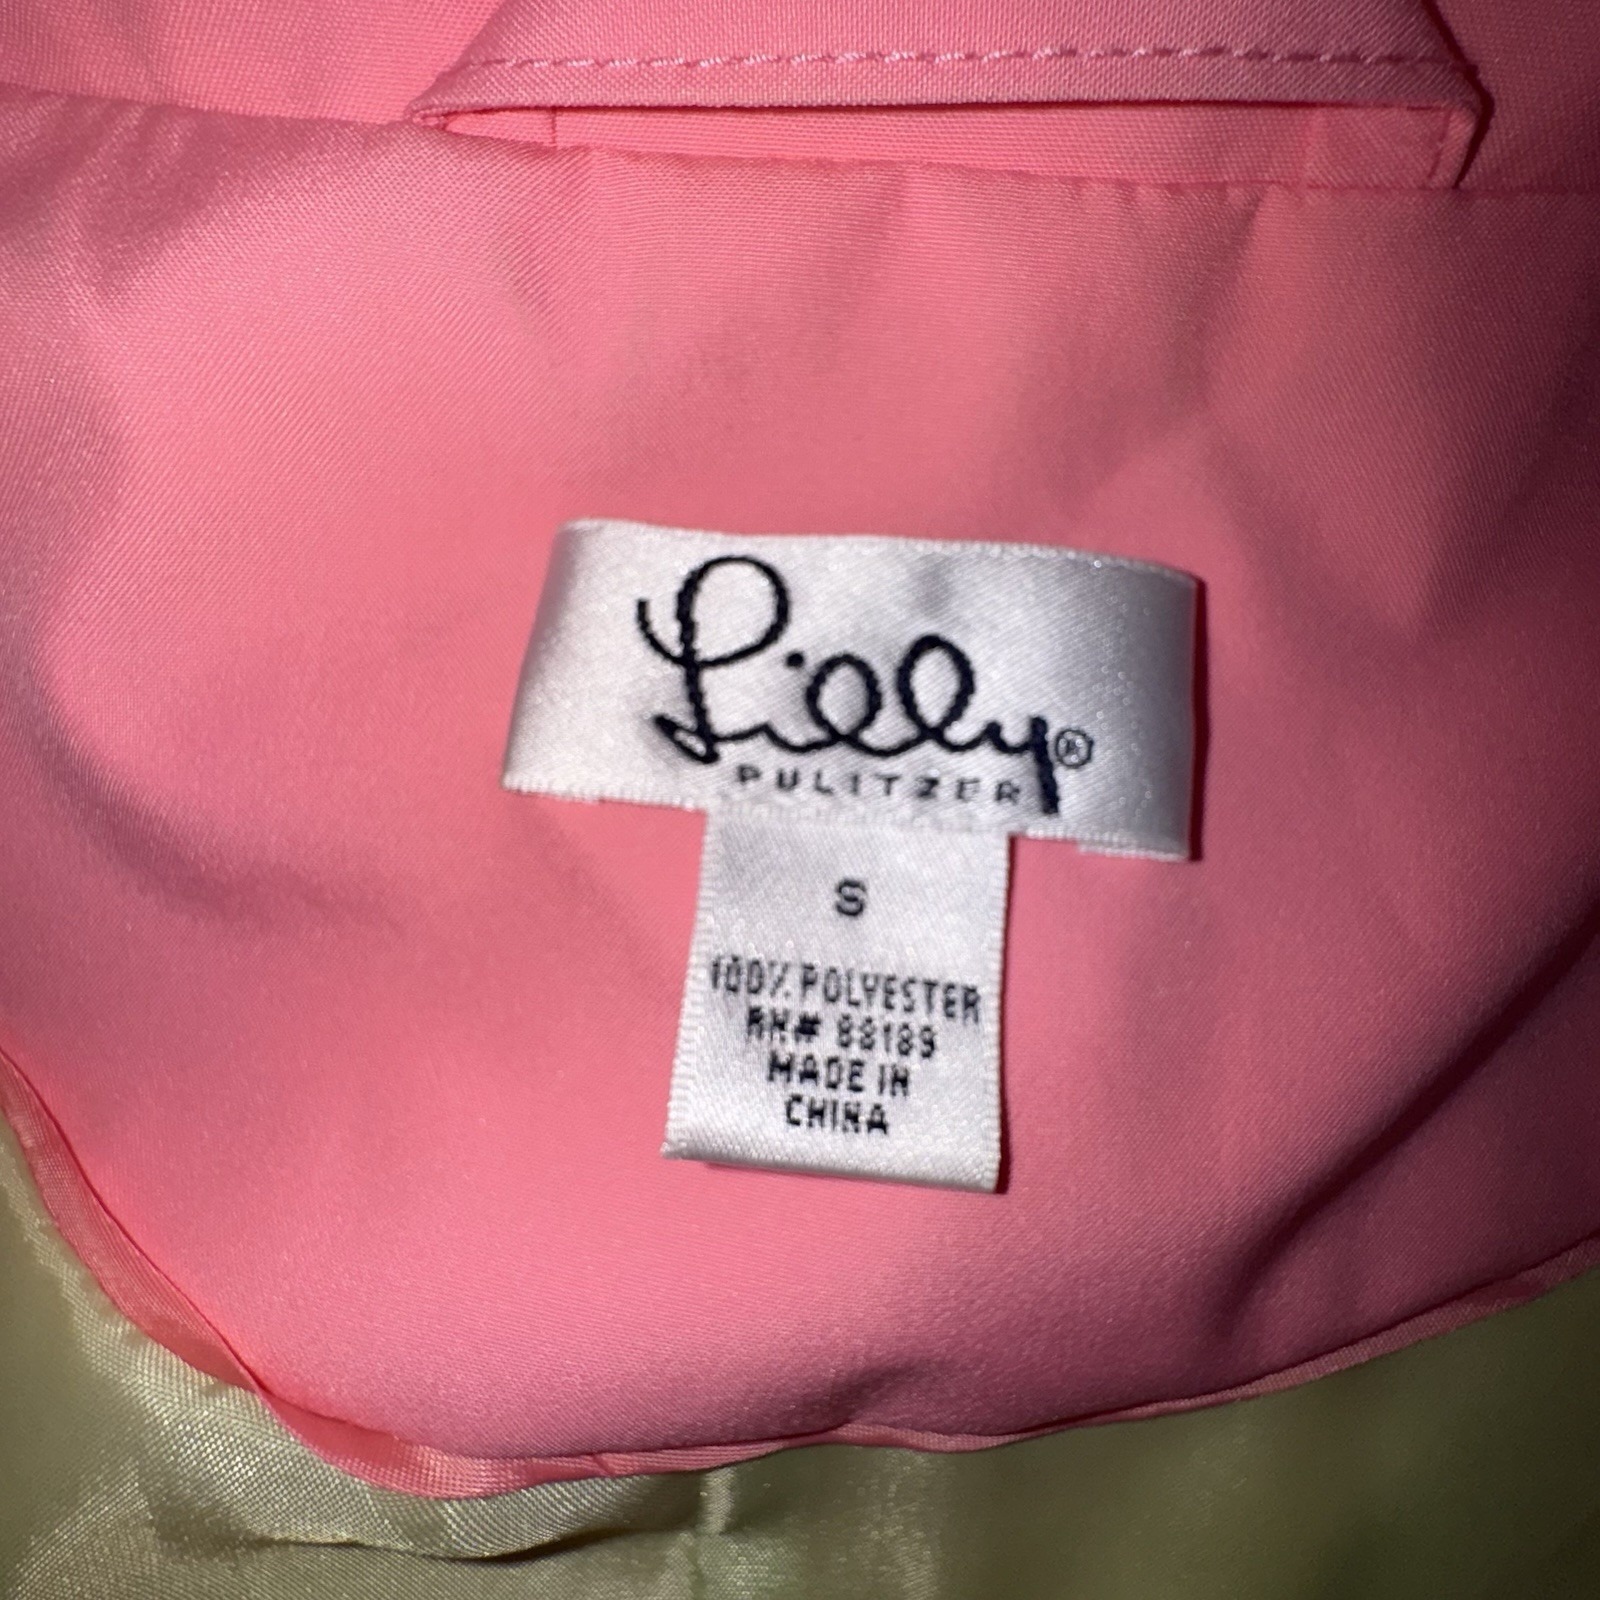 Lilly®
PULITZER
S
100% POLYESTER
RN# 88189
MADE IN
CHINA